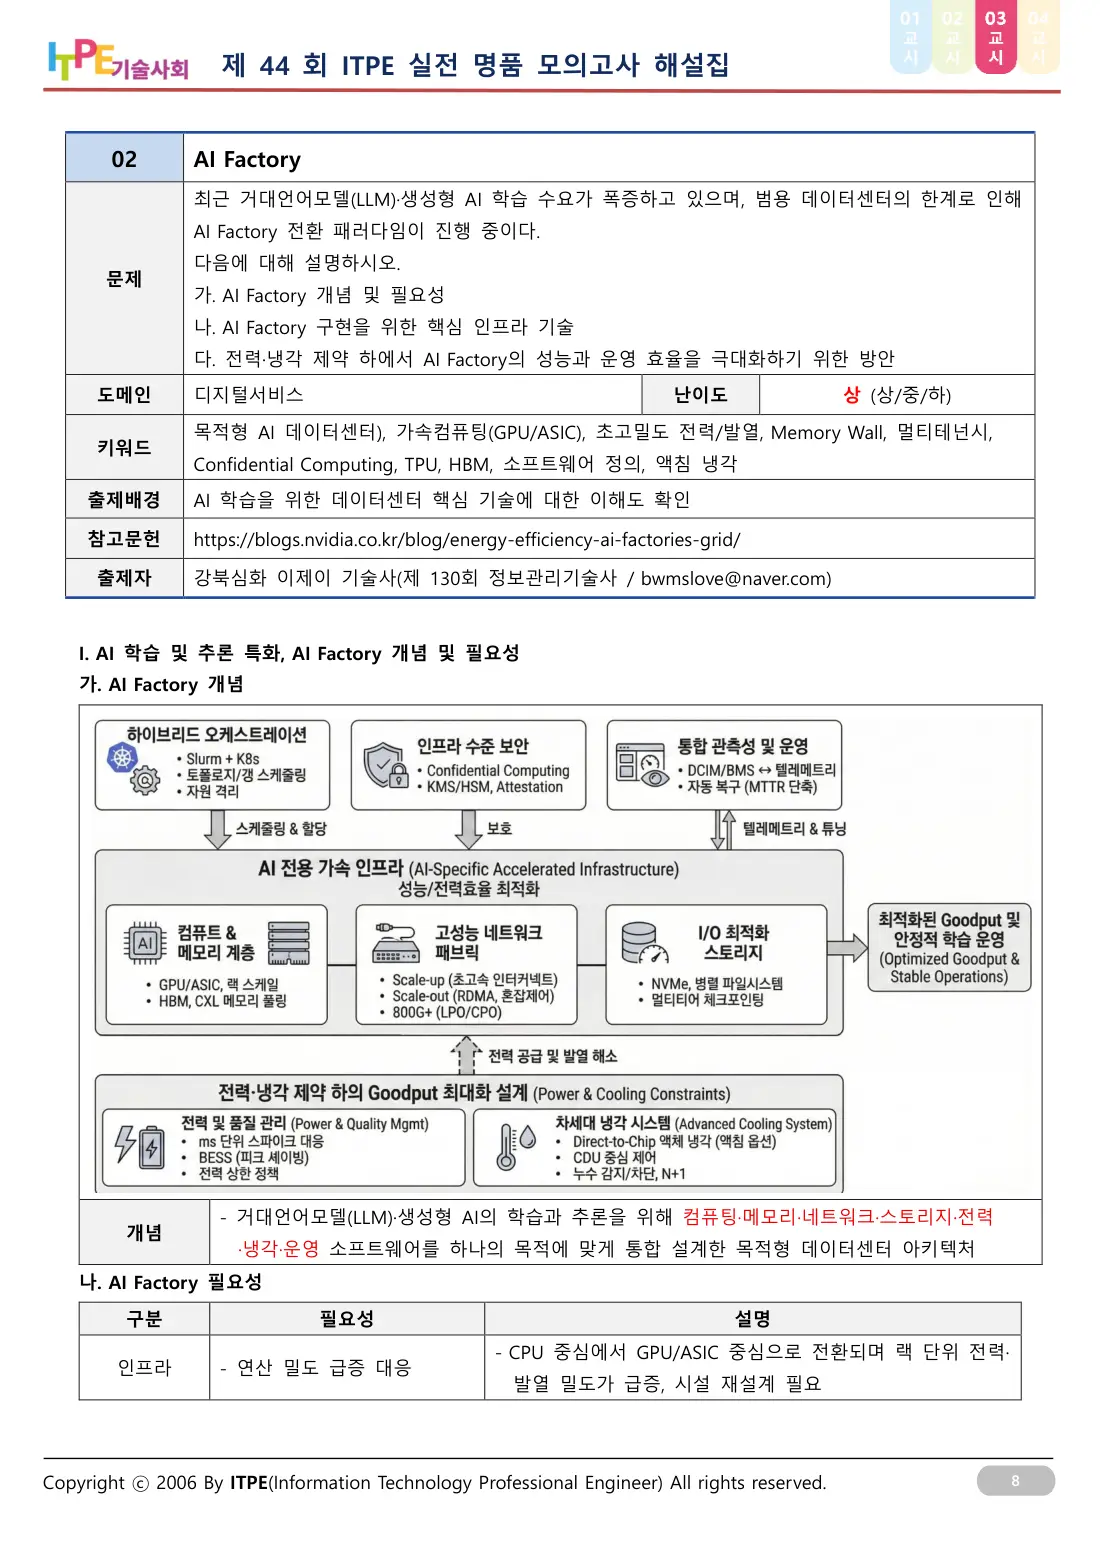 01 교시
02 교시
03 교시
04 교시
ITPE기술사회
제 44 회 ITPE 실전 명품 모의고사 해설집
02 AI Factory
문제
최근 거대언어모델(LLM)·생성형 AI 학습 수요가 폭증하고 있으며, 범용 데이터센터의 한계로 인해
AI Factory 전환 패러다임이 진행 중이다.
다음에 대해 설명하시오.
가. AI Factory 개념 및 필요성
나. AI Factory 구현을 위한 핵심 인프라 기술
다. 전력·냉각 제약 하에서 AI Factory의 성능과 운영 효율을 극대화하기 위한 방안
도메인 디지털서비스 난이도 상 (상/중/하)
키워드
목적형 AI 데이터센터), 가속컴퓨팅(GPU/ASIC), 초고밀도 전력/발열, Memory Wall, 멀티테넌시,
Confidential Computing, TPU, HBM, 소프트웨어 정의, 액침 냉각
출제배경 AI 학습을 위한 데이터센터 핵심 기술에 대한 이해도 확인
참고문헌 https://blogs.nvidia.co.kr/blog/energy-efficiency-ai-factories-grid/
출제자 강북심화 이제이 기술사(제 130회 정보관리기술사 / bwmslove@naver.com)
I. AI 학습 및 추론 특화, AI Factory 개념 및 필요성
가. AI Factory 개념
하이브리드 오케스트레이션
• Slurm + K8s
• 토폴로지/갱 스케줄링
• 자원 격리
인프라 수준 보안
• Confidential Computing
• KMS/HSM, Attestation
통합 관측성 및 운영
• DCIM/BMS ↔ 텔레메트리
• 자동 복구 (MTTR 단축)
스케줄링 & 할당
보호
텔레메트리 & 튜닝
AI 전용 가속 인프라 (AI-Specific Accelerated Infrastructure)
성능/전력효율 최적화
AI
컴퓨트 &
메모리 계층
• GPU/ASIC, 랙 스케일
• HBM, CXL 메모리 풀링
고성능 네트워크
패브릭
• Scale-up (초고속 인터커넥트)
• Scale-out (RDMA, 혼잡제어)
• 800G+ (LPO/CPO)
I/O 최적화
스토리지
• NVMe, 병렬 파일시스템
• 멀티티어 체크포인팅
최적화된 Goodput 및
안정적 학습 운영
(Optimized Goodput &
Stable Operations)
전력 공급 및 발열 해소
전력·냉각 제약 하의 Goodput 최대화 설계 (Power & Cooling Constraints)
전력 및 품질 관리 (Power & Quality Mgmt)
• ms 단위 스파이크 대응
• BESS (피크 셰이빙)
• 전력 상한 정책
차세대 냉각 시스템 (Advanced Cooling System)
• Direct-to-Chip 액체 냉각 (액침 옵션)
• CDU 중심 제어
• 누수 감지/차단, N+1
개념
- 거대언어모델(LLM)·생성형 AI의 학습과 추론을 위해 컴퓨팅·메모리·네트워크·스토리지·전력
·냉각·운영 소프트웨어를 하나의 목적에 맞게 통합 설계한 목적형 데이터센터 아키텍처
나. AI Factory 필요성
구분 필요성 설명
인프라 - 연산 밀도 급증 대응
- CPU 중심에서 GPU/ASIC 중심으로 전환되며 랙 단위 전력·
발열 밀도가 급증, 시설 재설계 필요
Copyright ⓒ 2006 By ITPE(Information Technology Professional Engineer) All rights reserved.
8